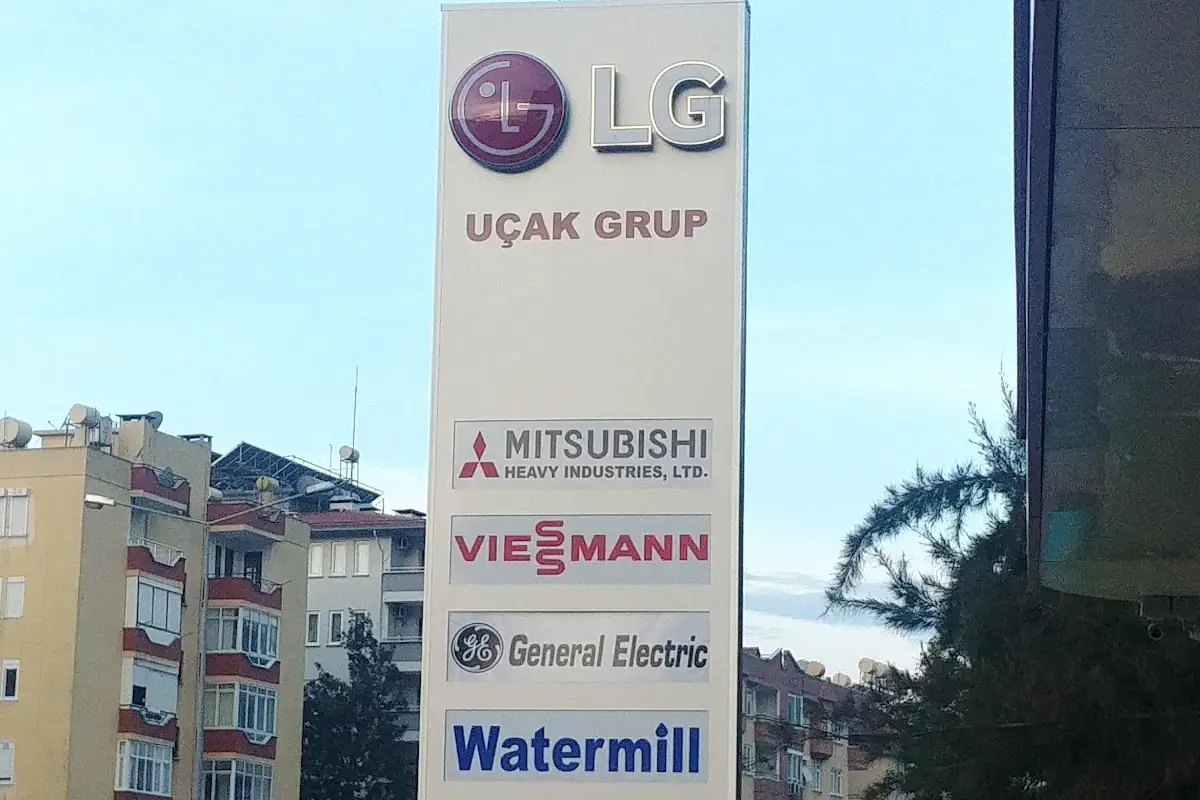 LG
UÇAK GRUP
MITSUBISHI
HEAVY INDUSTRIES, LTD.
VIESSMANN
GE General Electric
Watermill